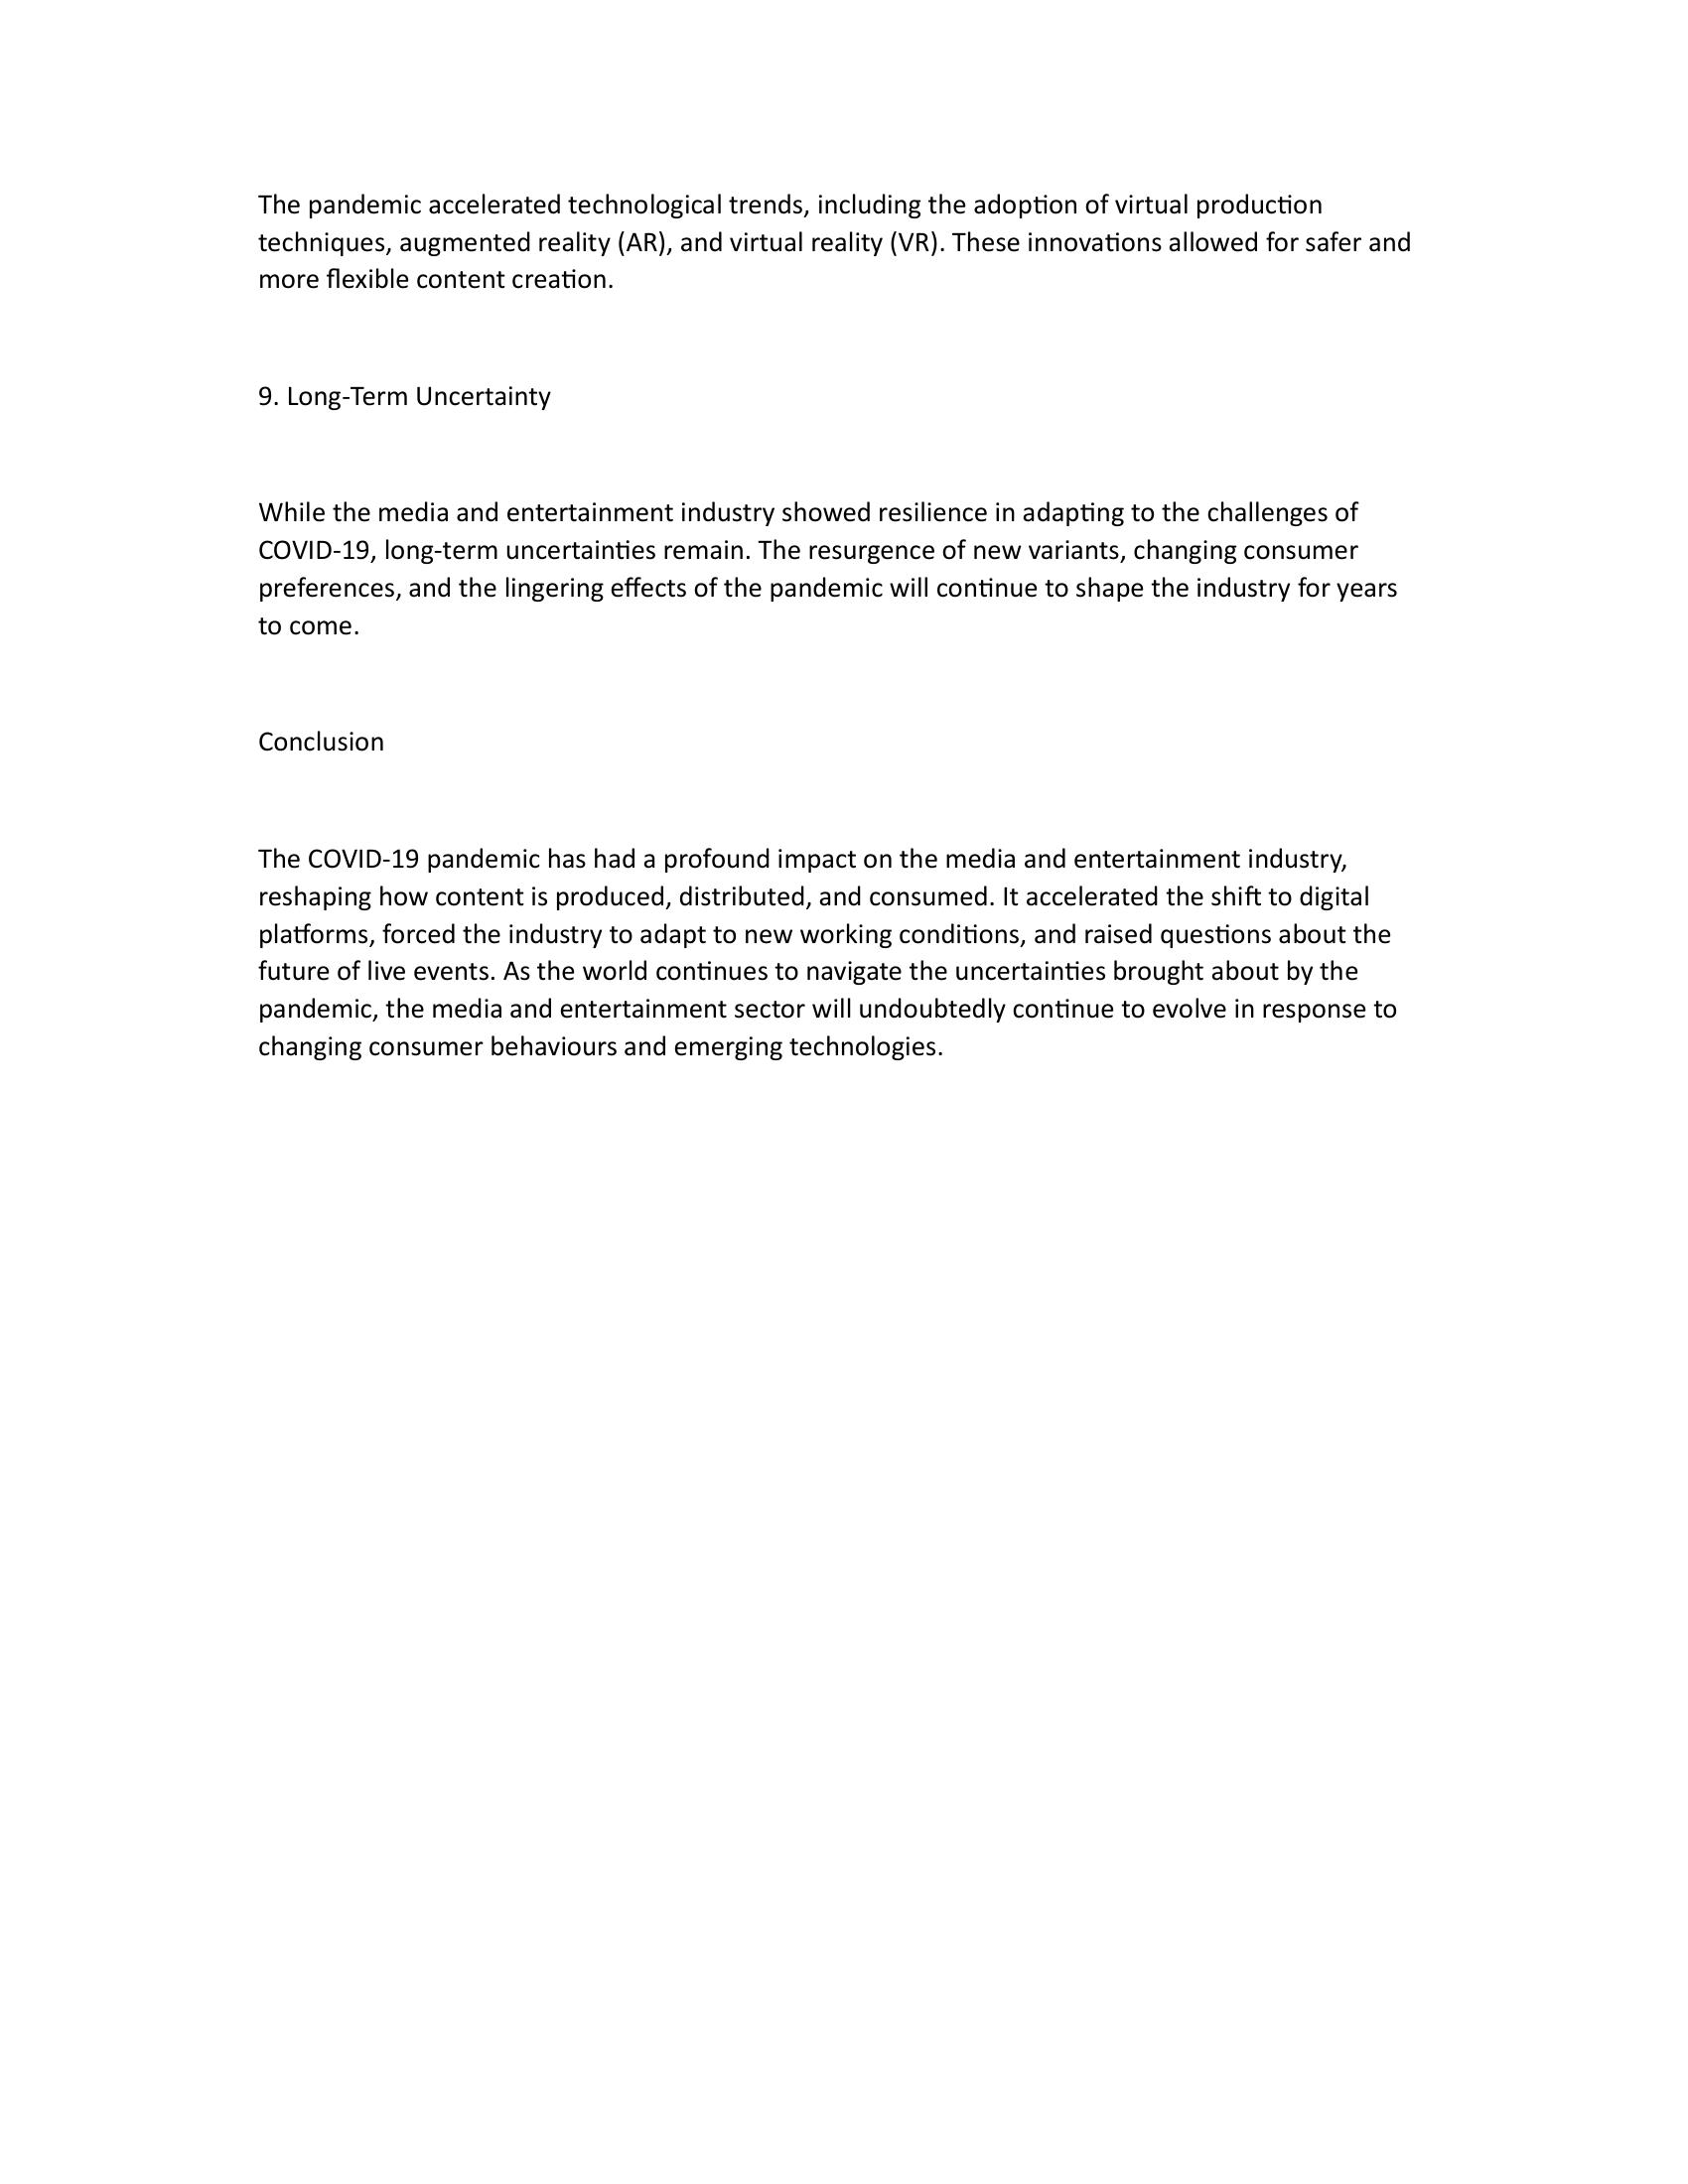 The pandemic accelerated technological trends, including the adoption of virtual production
techniques, augmented reality (AR), and virtual reality (VR). These innovations allowed for safer and
more flexible content creation.
9. Long-Term Uncertainty
While the media and entertainment industry showed resilience in adapting to the challenges of
COVID-19, long-term uncertainties remain. The resurgence of new variants, changing consumer
preferences, and the lingering effects of the pandemic will continue to shape the industry for years
to come.
Conclusion
The COVID-19 pandemic has had a profound impact on the media and entertainment industry,
reshaping how content is produced, distributed, and consumed. It accelerated the shift to digital
platforms, forced the industry to adapt to new working conditions, and raised questions about the
future of live events. As the world continues to navigate the uncertainties brought about by the
pandemic, the media and entertainment sector will undoubtedly continue to evolve in response to
changing consumer behaviours and emerging technologies.